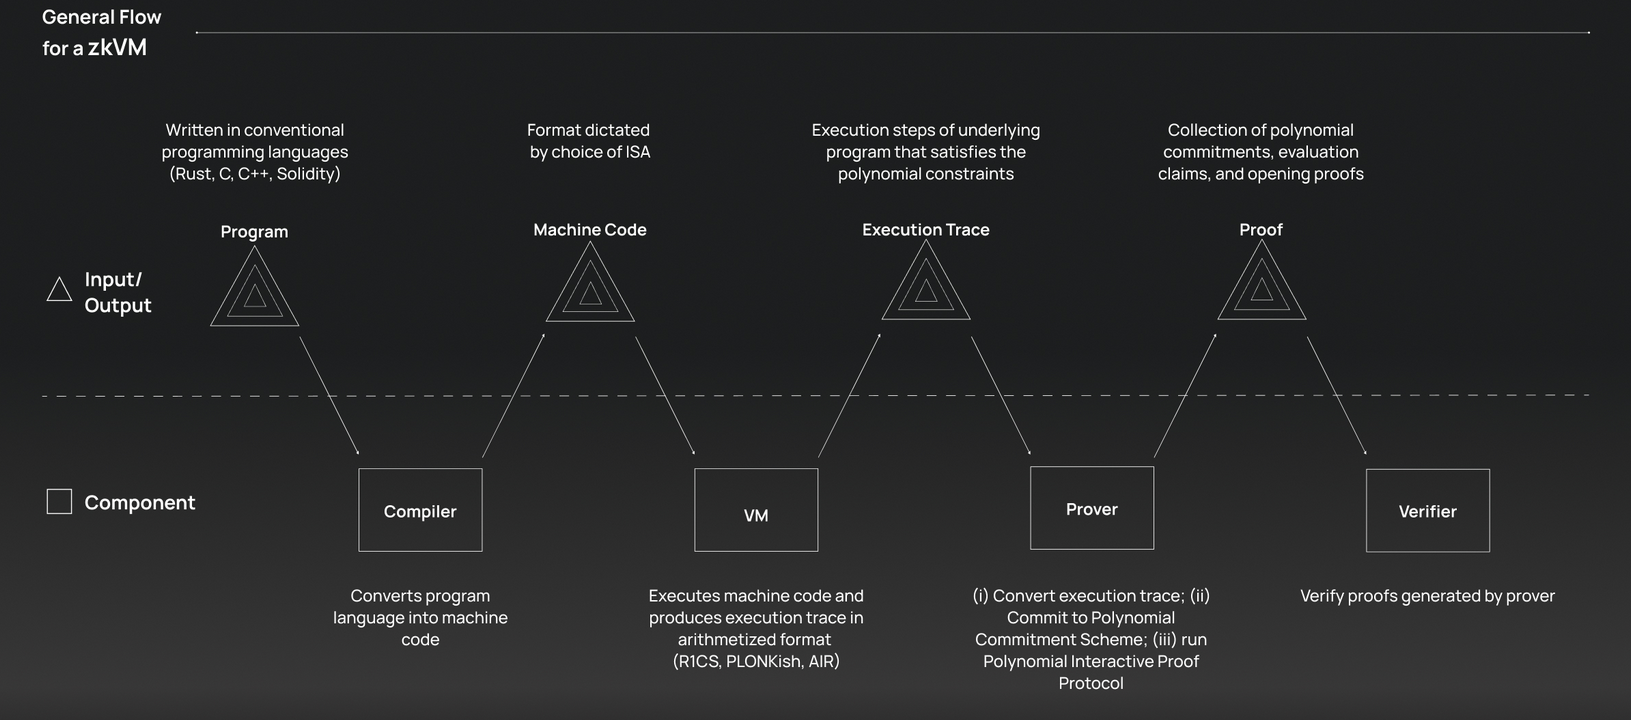 General Flow
for a zkVM
Written in conventional
programming languages
(Rust, C, C++, Solidity)
Format dictated
by choice of ISA
Execution steps of underlying
program that satisfies the
polynomial constraints
Collection of polynomial
commitments, evaluation
claims, and opening proofs
Program
Machine Code
Execution Trace
Proof
Input/
Output
Component
Compiler
VM
Prover
Verifier
Converts program
language into machine
code
Executes machine code and
produces execution trace in
arithmetized format
(R1CS, PLONKish, AIR)
(i) Convert execution trace; (ii)
Commit to Polynomial
Commitment Scheme; (iii) run
Polynomial Interactive Proof
Protocol
Verify proofs generated by prover